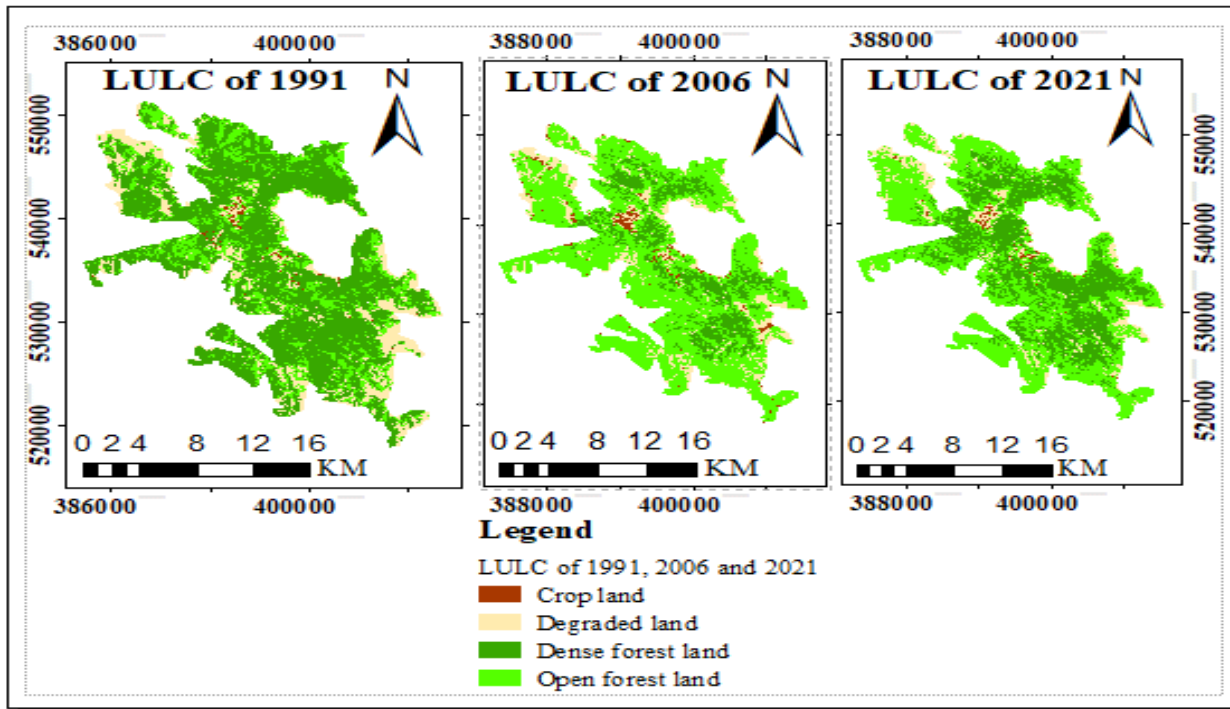 386000 400000
388000 400000
388000 400000
LULC of 1991 N
LULC of 2006 N
LULC of 2021 N
550000
540000
530000
520000
550000
540000
530000
520000
0 2 4 8 12 16
KM
0 2 4 8 12 16
KM
0 2 4 8 12 16
KM
386000 400000
388000 400000
388000 400000
Legend
LULC of 1991, 2006 and 2021
Crop land
Degraded land
Dense forest land
Open forest land